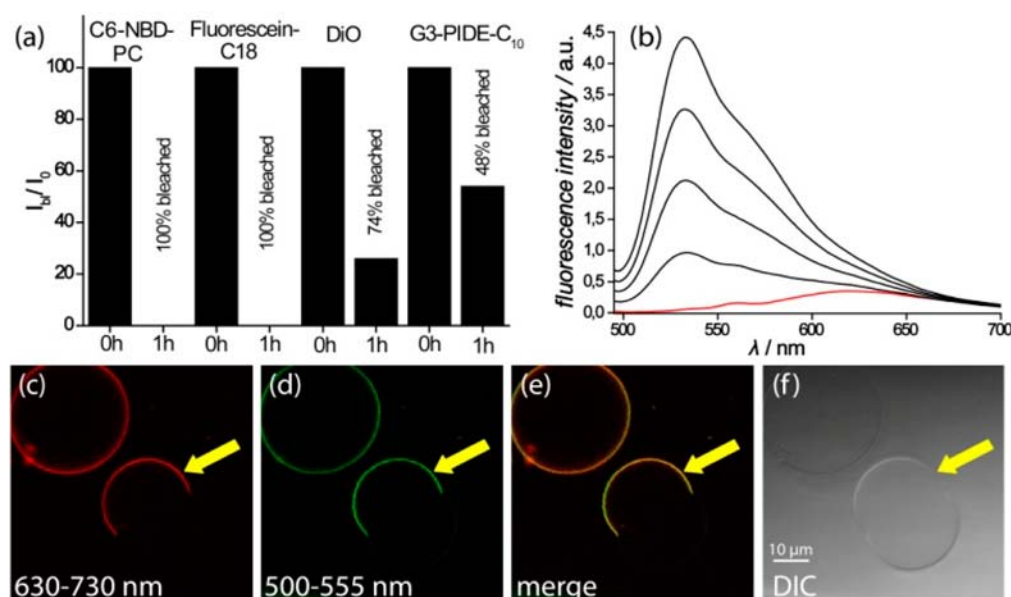 (a)
C6-NBD-
PC
Fluorescein-
C18
DiO
G3-PIDE-C10
100
80
60
40
20
0
Ibl/ I0
100% bleached
100% bleached
74% bleached
48% bleached
0h 1h 0h 1h 0h 1h 0h 1h
(b)
fluorescence intensity / a.u.
4,5
4,0
3,5
3,0
2,5
2,0
1,5
1,0
0,5
0,0
500 550 600 650 700
λ / nm
(c)
630-730 nm
(d)
500-555 nm
(e)
merge
(f)
10 µm
DIC